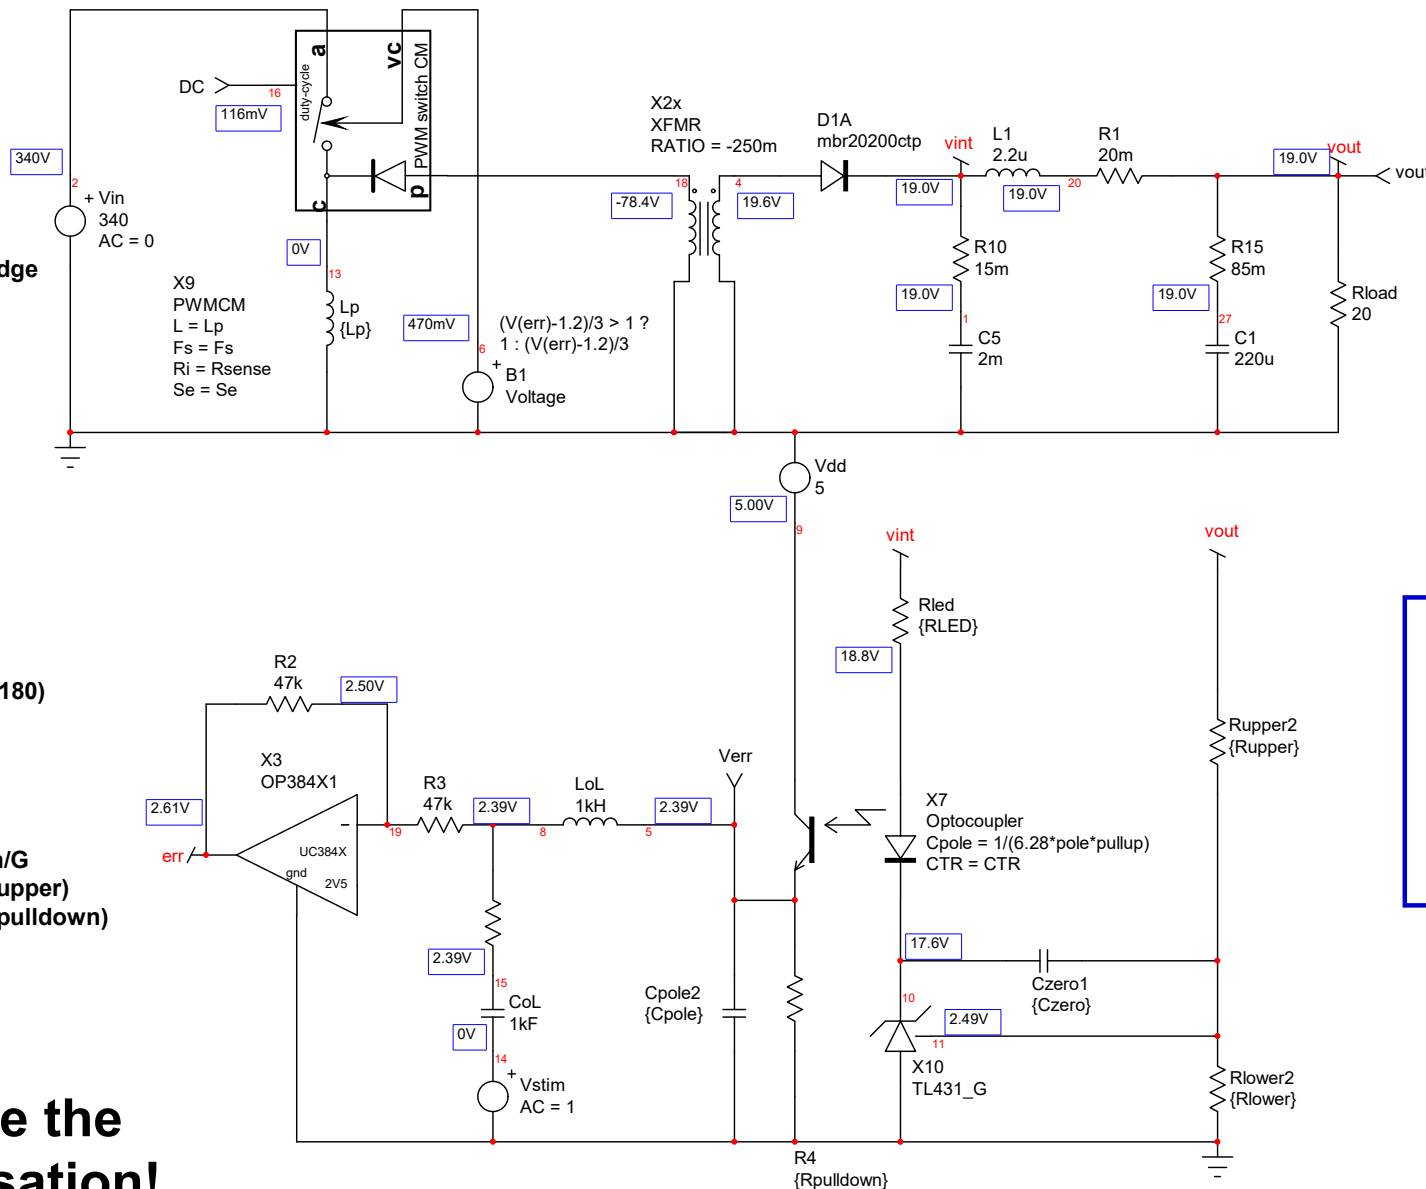 a
vc
duty-cycle
PWM switch CM
p
c
DC
16
116mV
340V
2
+ Vin
340
AC = 0
dge
X9
PWMCM
L = Lp
Fs = Fs
Ri = Rsense
Se = Se
0V
13
Lp
{Lp}
470mV
6
(V(err)-1.2)/3 > 1 ?
1 : (V(err)-1.2)/3
+
B1
Voltage
X2x
XFMR
RATIO = -250m
18
-78.4V
4
19.6V
D1A
mbr20200ctp
vint
19.0V
L1
2.2u
19.0V
20
R1
20m
19.0V
vout
vou
R10
15m
19.0V
1
C5
2m
R15
85m
19.0V
27
C1
220u
Rload
20
Vdd
5
5.00V
9
vint
vout
Rled
{RLED}
18.8V
180)
R2
47k
2.50V
X3
OP384X1
2.61V
err
UC384X
gnd
2V5
19
R3
47k
2.39V
8
LoL
1kH
2.39V
5
Verr
X7
Optocoupler
Cpole = 1/(6.28*pole*pullup)
CTR = CTR
Rupper2
{Rupper}
n/G
upper)
pulldown)
2.39V
15
CoL
1kF
0V
14
+
Vstim
AC = 1
Cpole2
{Cpole}
17.6V
Czero1
{Czero}
10
2.49V
11
X10
TL431_G
Rlower2
{Rlower}
R4
{Rpulldown}
e the
sation!